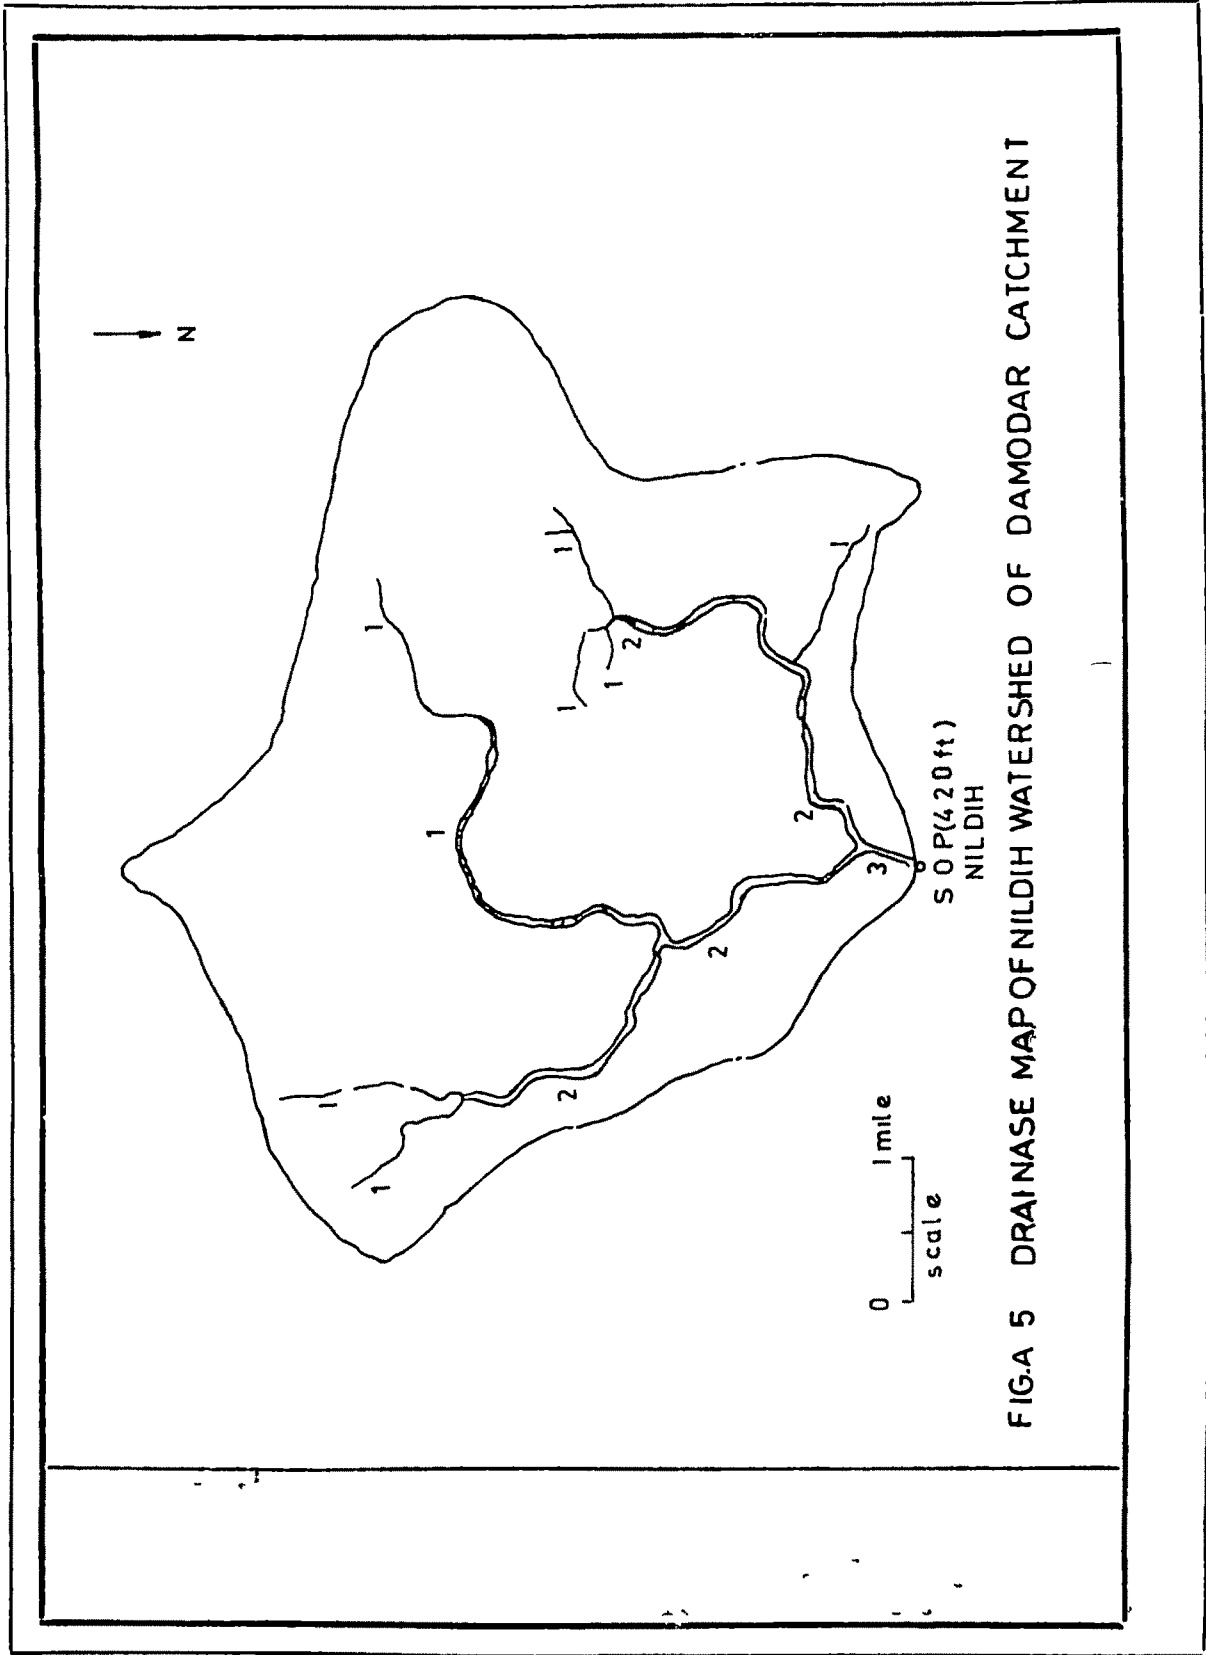 N
1
1
1
1
1
1
1
1
2
2
2
2
3
S O P(420ft)
NILDIH
0 1mile
scale
FIG.A 5 DRAINASE MAP OF NILDIH WATERSHED OF DAMODAR CATCHMENT